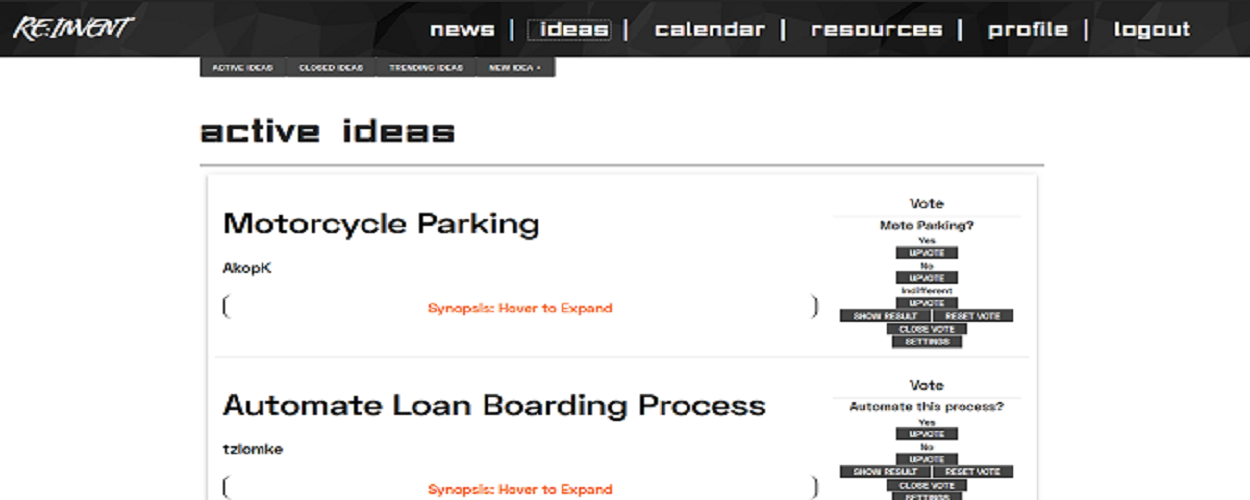 RE:INVENT news | ideas | calendar | resources | profile | logout
ACTIVE IDEAS CLOSED IDEAS TRENDING IDEAS NEW IDEA +
active ideas
Motorcycle Parking
AkopK
( Synopsis: Hover to Expand )
Vote
Moto Parking?
Yes
UPVOTE
No
UPVOTE
Indifferent
UPVOTE
SHOW RESULT RESET VOTE
CLOSE VOTE
SETTINGS
Automate Loan Boarding Process
tzlomke
( Synopsis: Hover to Expand )
Vote
Automate this process?
Yes
UPVOTE
No
UPVOTE
SHOW RESULT RESET VOTE
CLOSE VOTE
SETTINGS